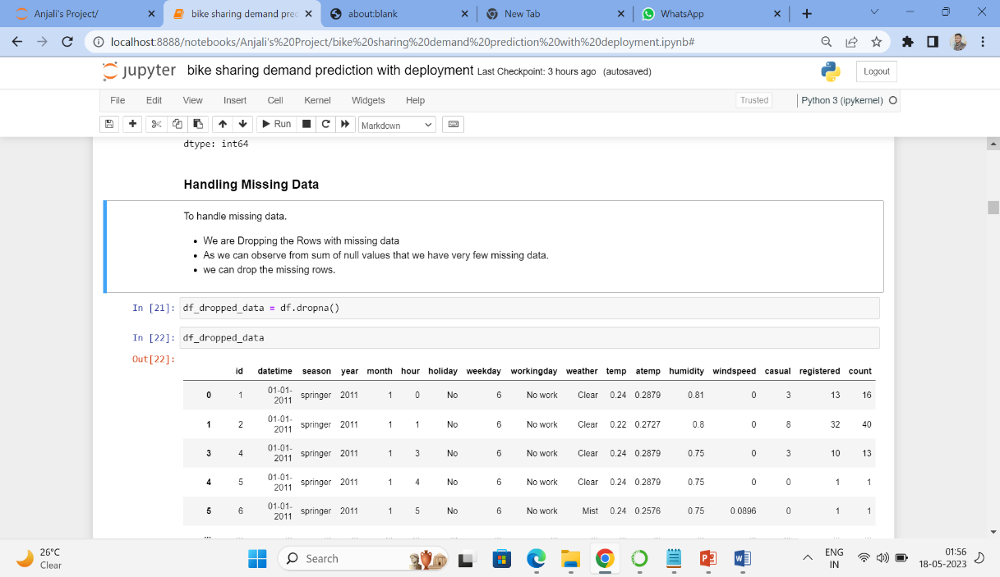 Anjali's Project/
bike sharing demand pred
about:blank
New Tab
WhatsApp
localhost:8888/notebooks/Anjali's%20Project/bike%20sharing%20demand%20prediction%20with%20deployment.ipynb#
jupyter bike sharing demand prediction with deployment Last Checkpoint: 3 hours ago (autosaved)
Logout
File Edit View Insert Cell Kernel Widgets Help
Trusted
Python 3 (ipykernel)
Run
Markdown
dtype: int64
Handling Missing Data
To handle missing data.
• We are Dropping the Rows with missing data
• As we can observe from sum of null values that we have very few missing data.
• we can drop the missing rows.
In [21]: df_dropped_data = df.dropna()
In [22]: df_dropped_data
Out[22]:
id datetime season year month hour holiday weekday workingday weather temp atemp humidity windspeed casual registered count
0 1 01-01-2011 springer 2011 1 0 No 6 No work Clear 0.24 0.2879 0.81 0 3 13 16
1 2 01-01-2011 springer 2011 1 1 No 6 No work Clear 0.22 0.2727 0.8 0 8 32 40
3 4 01-01-2011 springer 2011 1 3 No 6 No work Clear 0.24 0.2879 0.75 0 3 10 13
4 5 01-01-2011 springer 2011 1 4 No 6 No work Clear 0.24 0.2879 0.75 0 0 1 1
5 6 01-01-2011 springer 2011 1 5 No 6 No work Mist 0.24 0.2576 0.75 0.0896 0 1 1
... ... ... ... ... ... ... ... ... ... ... ... ... ... ... ... ... ...
26°C
Clear
Search
ENG
IN
01:56
18-05-2023